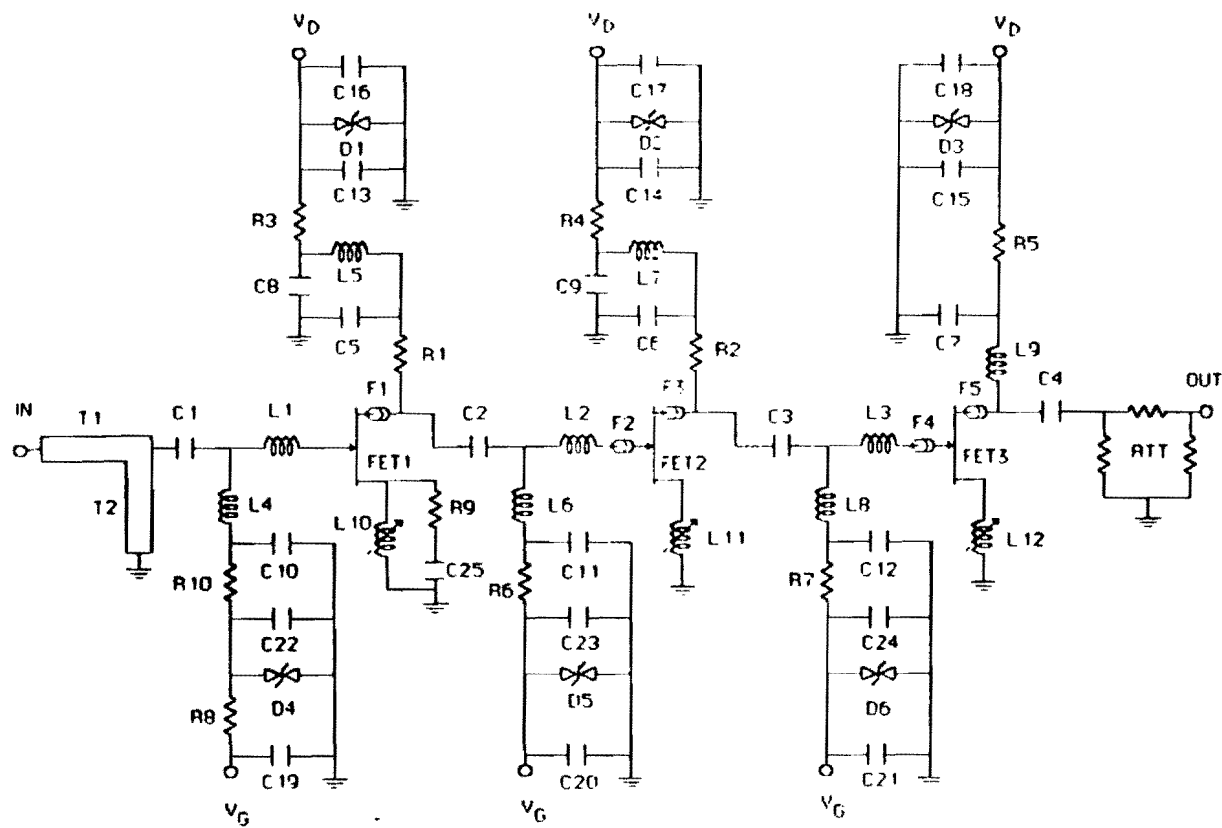 VD VD VD
C16 C17 C18
D1 D2 D3
C13 C14 C15
R3 R4 R5
L5 L7
C8 C9
C5 C6 C7
R1 R2 L9
F1 F3 F5 C4 OUT
IN T1 C1 L1 C2 L2 F2 C3 L3 F4
FET1 FET2 FET3 ATT
T2 L4 L10 R9 L6 L11 L8 L12
R10 C10 C25 R6 C11 R7 C12
C22 C23 C24
R8 D4 D5 D6
C19 C20 C21
VG VG VG